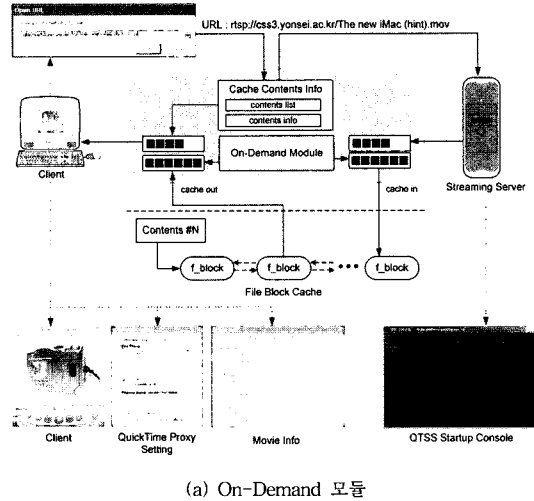 Open URL
URL : rtsp://css3.yonsei.ac.kr/The new iMac (hint).mov
Cache Contents Info
contents list
contents info
On-Demand Module
Client
Streaming Server
cache out
cache in
Contents #N
f_block
f_block
f_block
File Block Cache
Client
QuickTime Proxy
Setting
Movie Info
QTSS Startup Console
(a) On-Demand 모듈